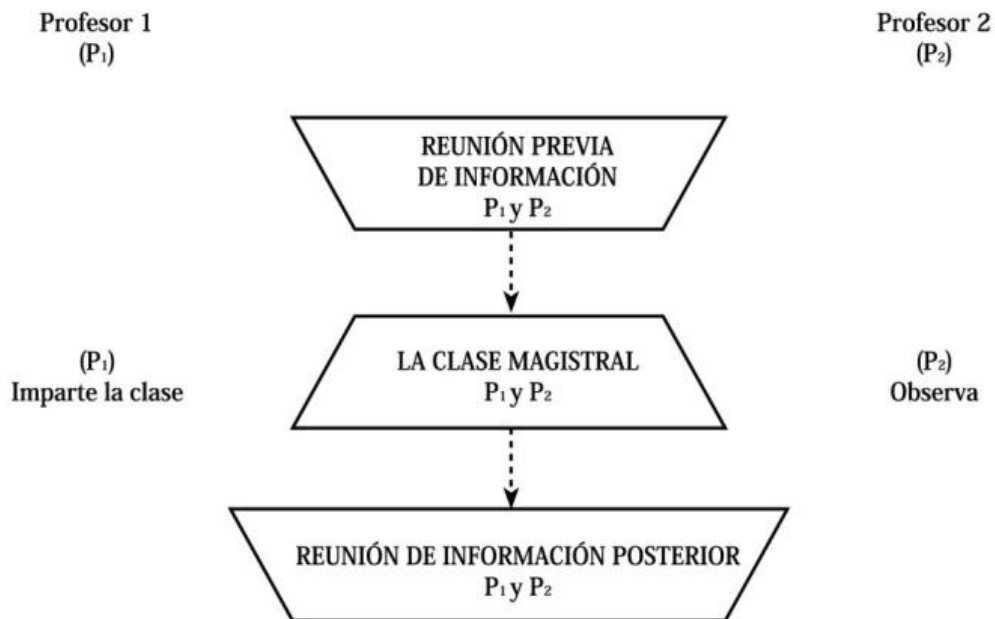 Profesor 1
(P₁)
Profesor 2
(P₂)
REUNIÓN PREVIA
DE INFORMACIÓN
P₁ y P₂
(P₁)
Imparte la clase
LA CLASE MAGISTRAL
P₁ y P₂
(P₂)
Observa
REUNIÓN DE INFORMACIÓN POSTERIOR
P₁ y P₂